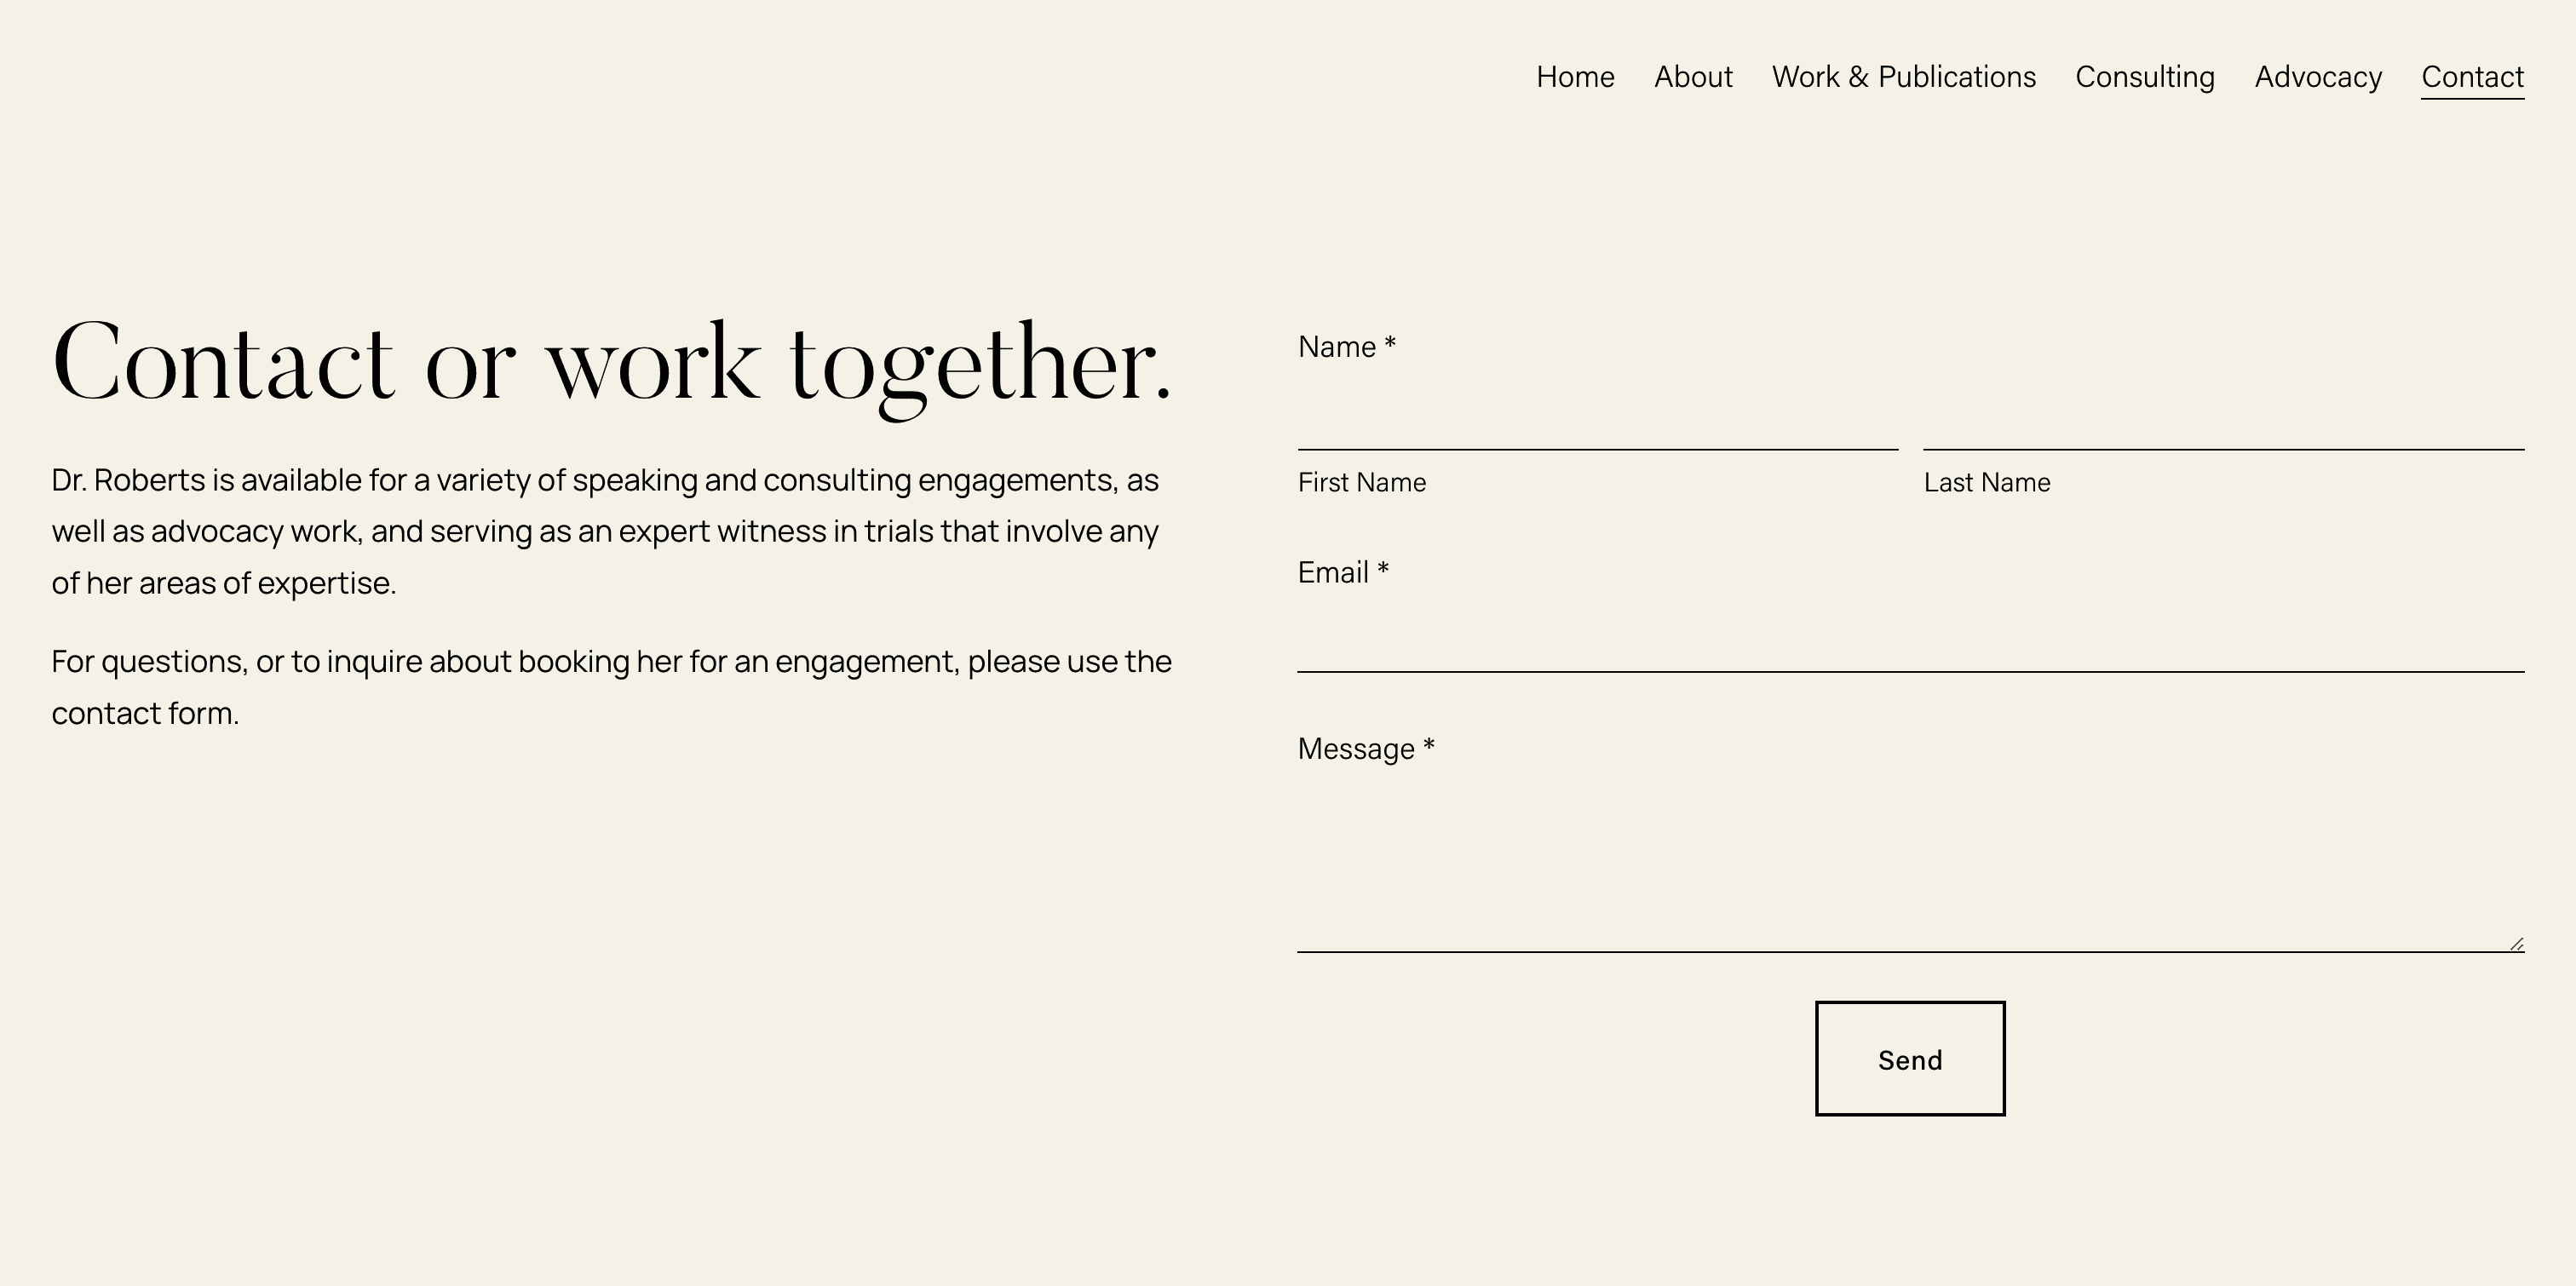 Home About Work & Publications Consulting Advocacy Contact
Contact or work together.
Dr. Roberts is available for a variety of speaking and consulting engagements, as
well as advocacy work, and serving as an expert witness in trials that involve any
of her areas of expertise.
For questions, or to inquire about booking her for an engagement, please use the
contact form.
Name *
First Name Last Name
Email *
Message *
Send